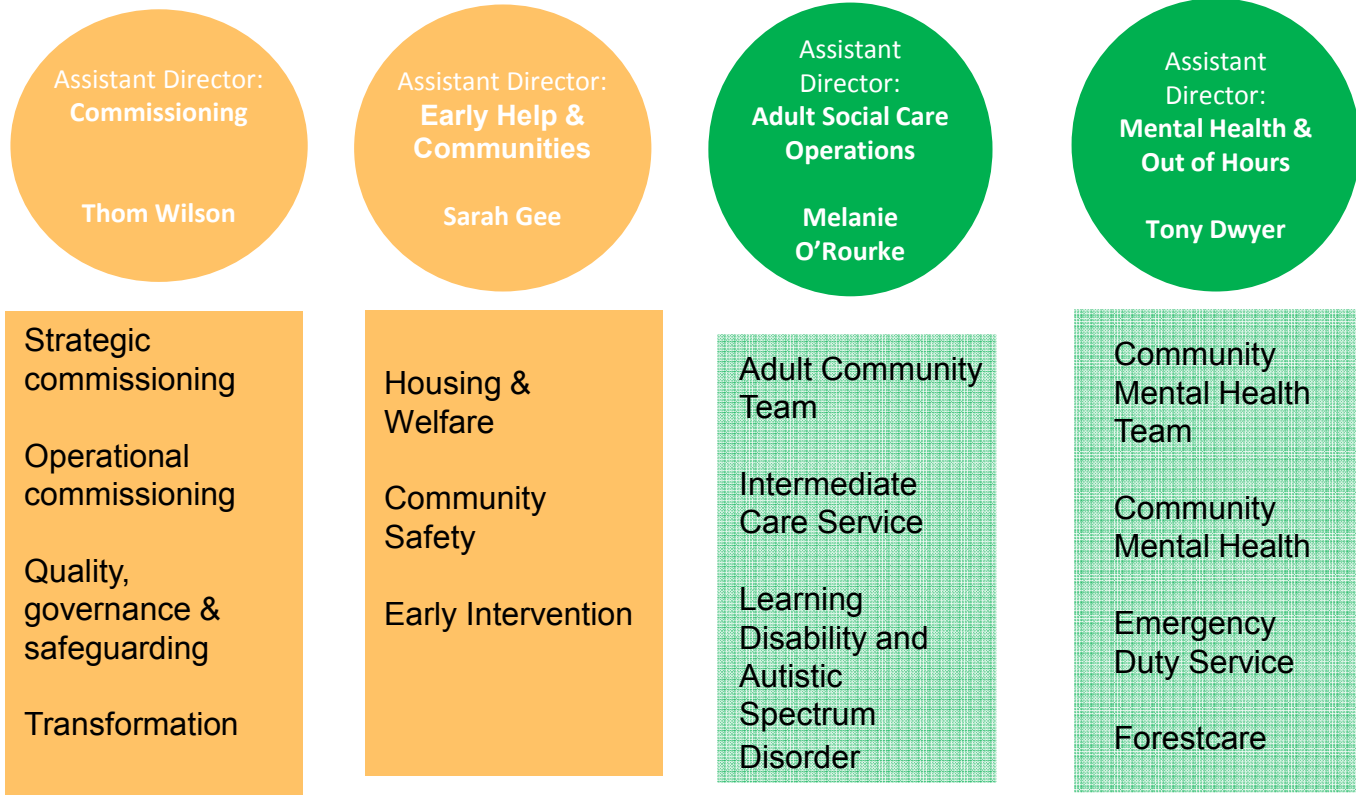 Assistant Director:
Commissioning
Thom Wilson
Strategic
commissioning
Operational
commissioning
Quality,
governance &
safeguarding
Transformation
Assistant Director:
Early Help &
Communities
Sarah Gee
Housing &
Welfare
Community
Safety
Early Intervention
Assistant
Director:
Adult Social Care
Operations
Melanie
O’Rourke
Adult Community
Team
Intermediate
Care Service
Learning
Disability and
Autistic
Spectrum
Disorder
Assistant
Director:
Mental Health &
Out of Hours
Tony Dwyer
Community
Mental Health
Team
Community
Mental Health
Emergency
Duty Service
Forestcare